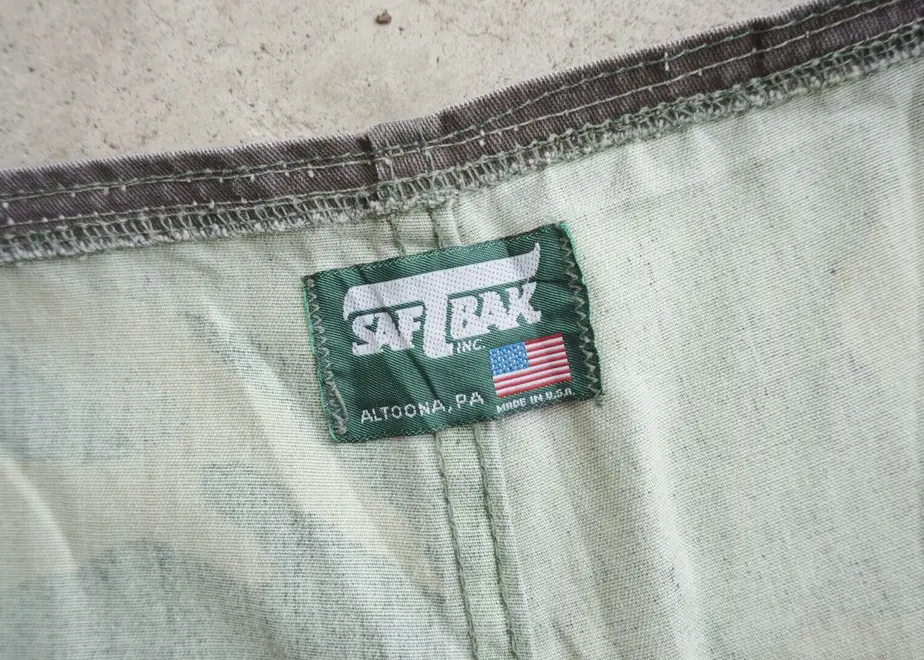 SAFTBAK
INC.
ALTOONA, PA
MADE IN U.S.A.